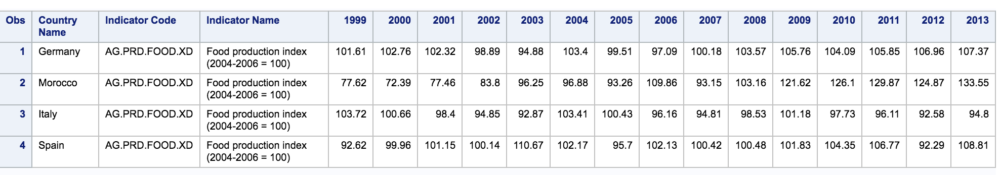 Obs Country Name Indicator Code Indicator Name 1999 2000 2001 2002 2003 2004 2005 2006 2007 2008 2009 2010 2011 2012 2013
1 Germany AG.PRD.FOOD.XD Food production index (2004-2006 = 100) 101.61 102.76 102.32 98.89 94.88 103.4 99.51 97.09 100.18 103.57 105.76 104.09 105.85 106.96 107.37
2 Morocco AG.PRD.FOOD.XD Food production index (2004-2006 = 100) 77.62 72.39 77.46 83.8 96.25 96.88 93.26 109.86 93.15 103.16 121.62 126.1 129.87 124.87 133.55
3 Italy AG.PRD.FOOD.XD Food production index (2004-2006 = 100) 103.72 100.66 98.4 94.85 92.87 103.41 100.43 96.16 94.81 98.53 101.18 97.73 96.11 92.58 94.8
4 Spain AG.PRD.FOOD.XD Food production index (2004-2006 = 100) 92.62 99.96 101.15 100.14 110.67 102.17 95.7 102.13 100.42 100.48 101.83 104.35 106.77 92.29 108.81